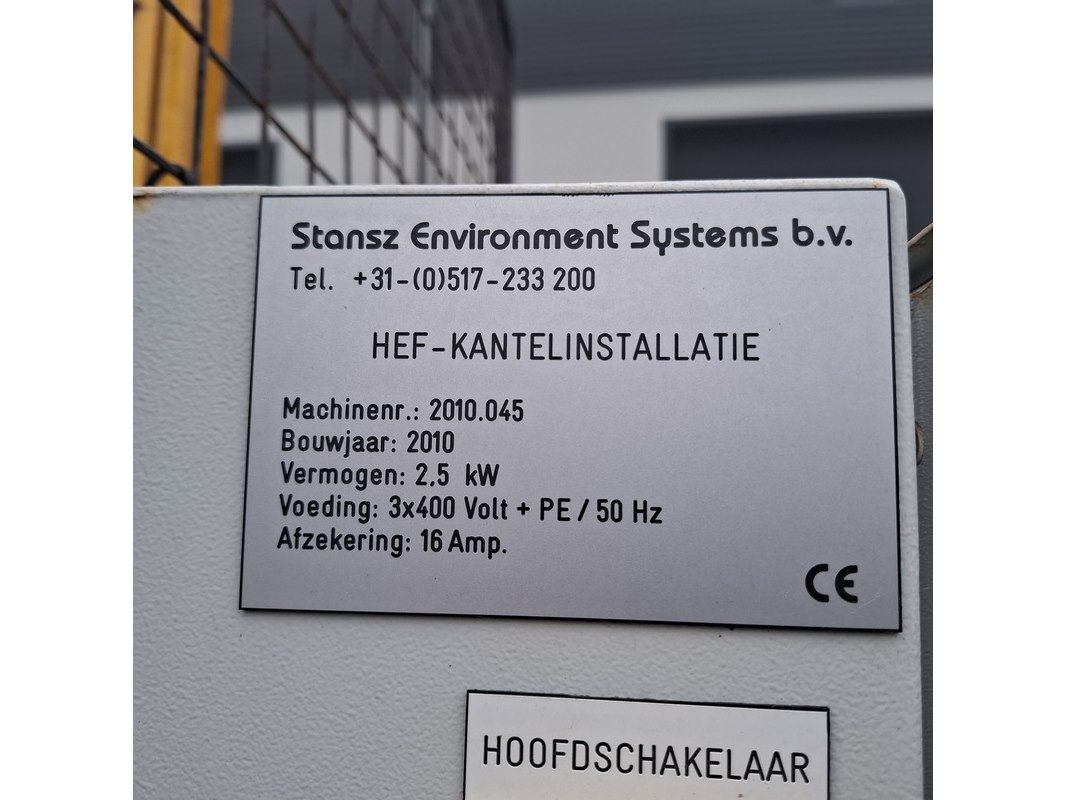 Stansz Environment Systems b.v.
Tel. +31-(0)517-233 200
HEF-KANTELINSTALLATIE
Machinenr.: 2010.045
Bouwjaar: 2010
Vermogen: 2.5 kW
Voeding: 3x400 Volt + PE / 50 Hz
Afzekering: 16 Amp.
CE
HOOFDSCHAKELAAR